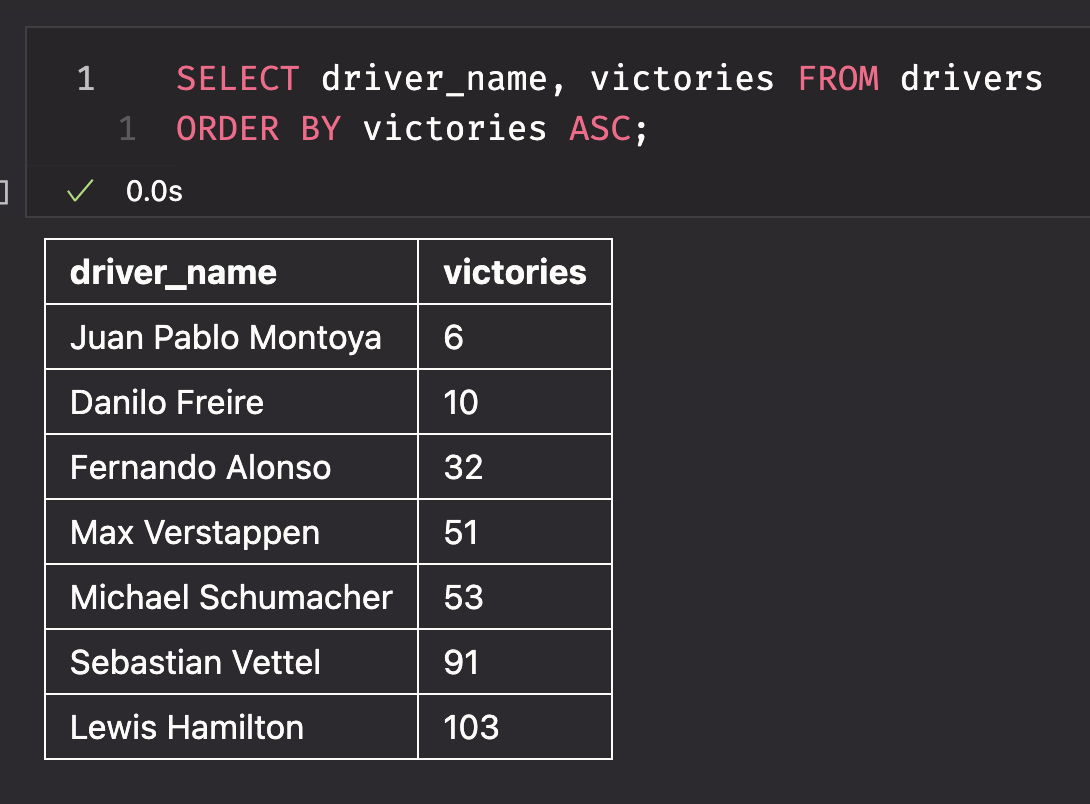 1 SELECT driver_name, victories FROM drivers
1 ORDER BY victories ASC;
0.0s
driver_name victories
Juan Pablo Montoya 6
Danilo Freire 10
Fernando Alonso 32
Max Verstappen 51
Michael Schumacher 53
Sebastian Vettel 91
Lewis Hamilton 103